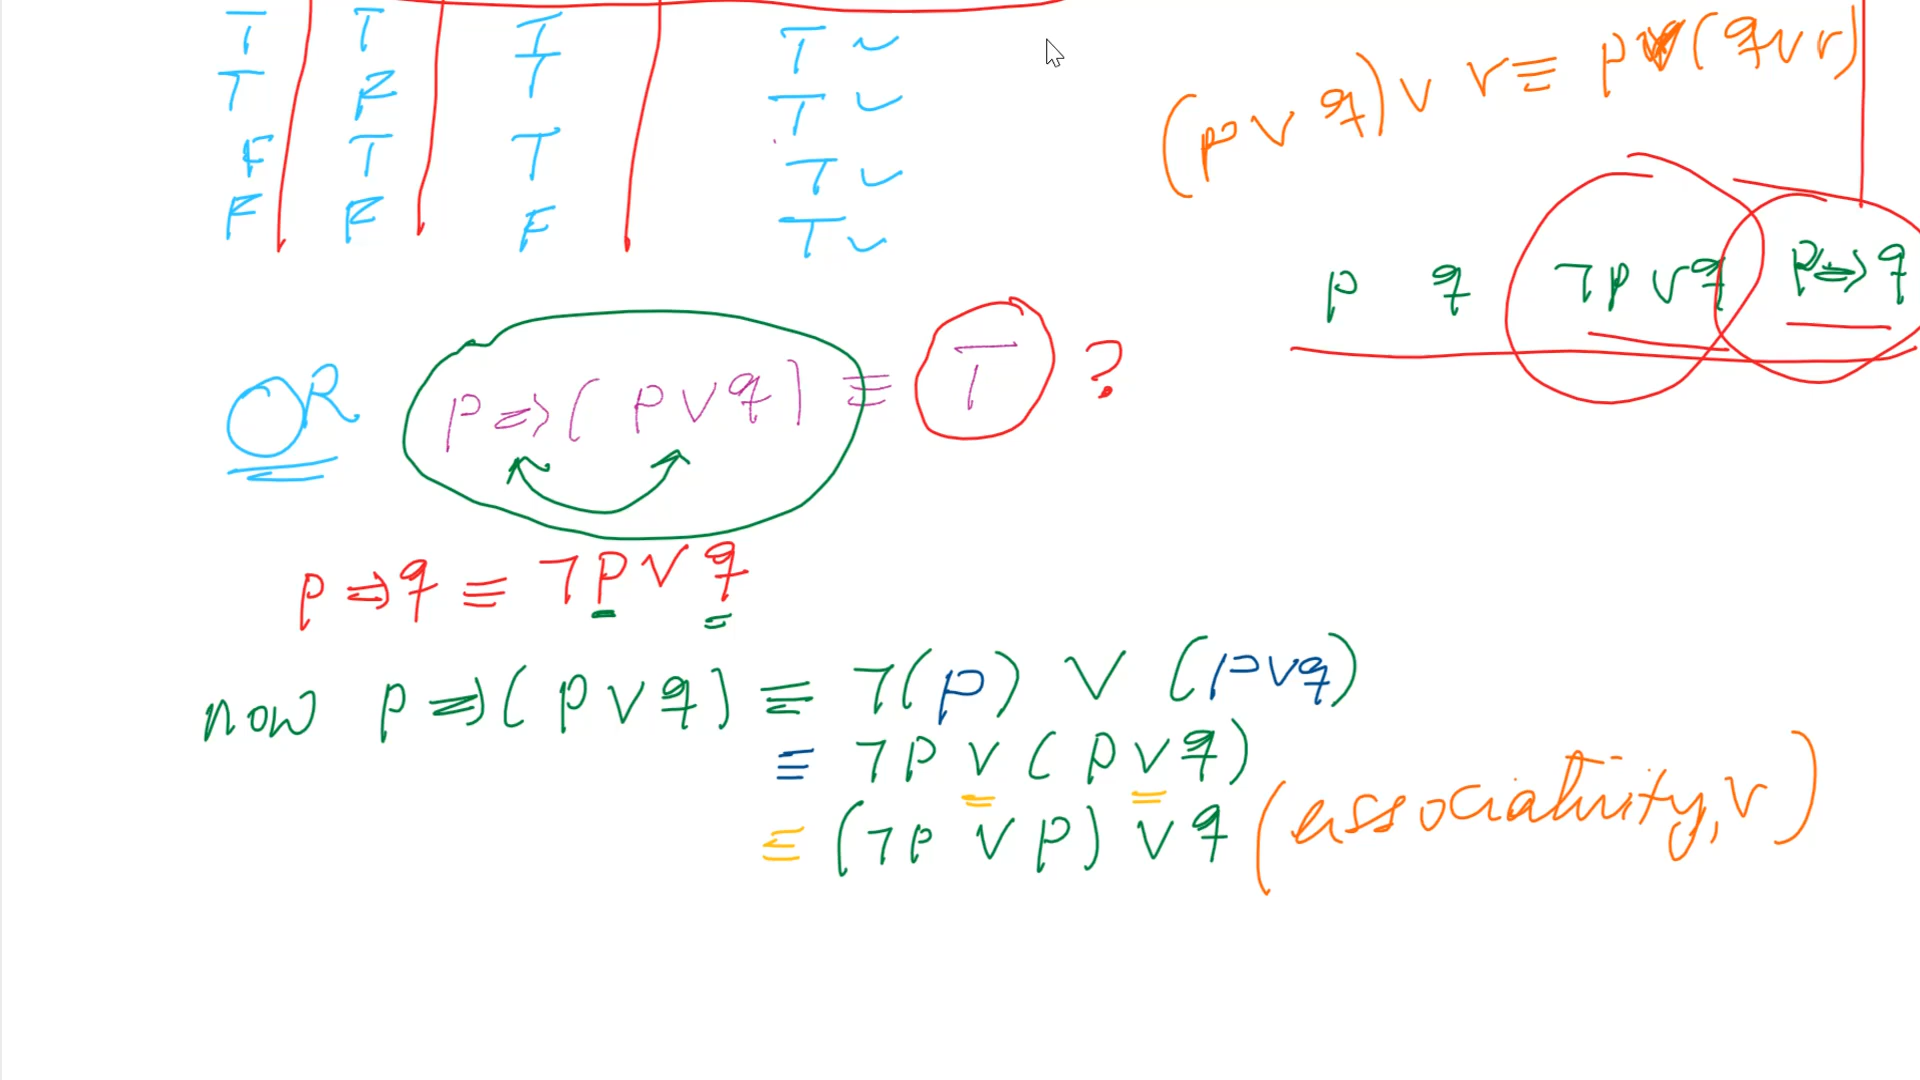 T T T T ✓
T F T T ✓
F T T T ✓
F F F T ✓
(p ∨ q) ∨ r ≡ p ∨ (q ∨ r)
p q ¬p ∨ q p ⇒ q
OR p ⇒ ( p ∨ q ) ≡ T ?
p ⇒ q ≡ ¬p ∨ q
now p ⇒ ( p ∨ q ) ≡ ¬(p) ∨ (p ∨ q)
≡ ¬p ∨ ( p ∨ q)
≡ (¬p ∨ p) ∨ q (associativity, ∨)